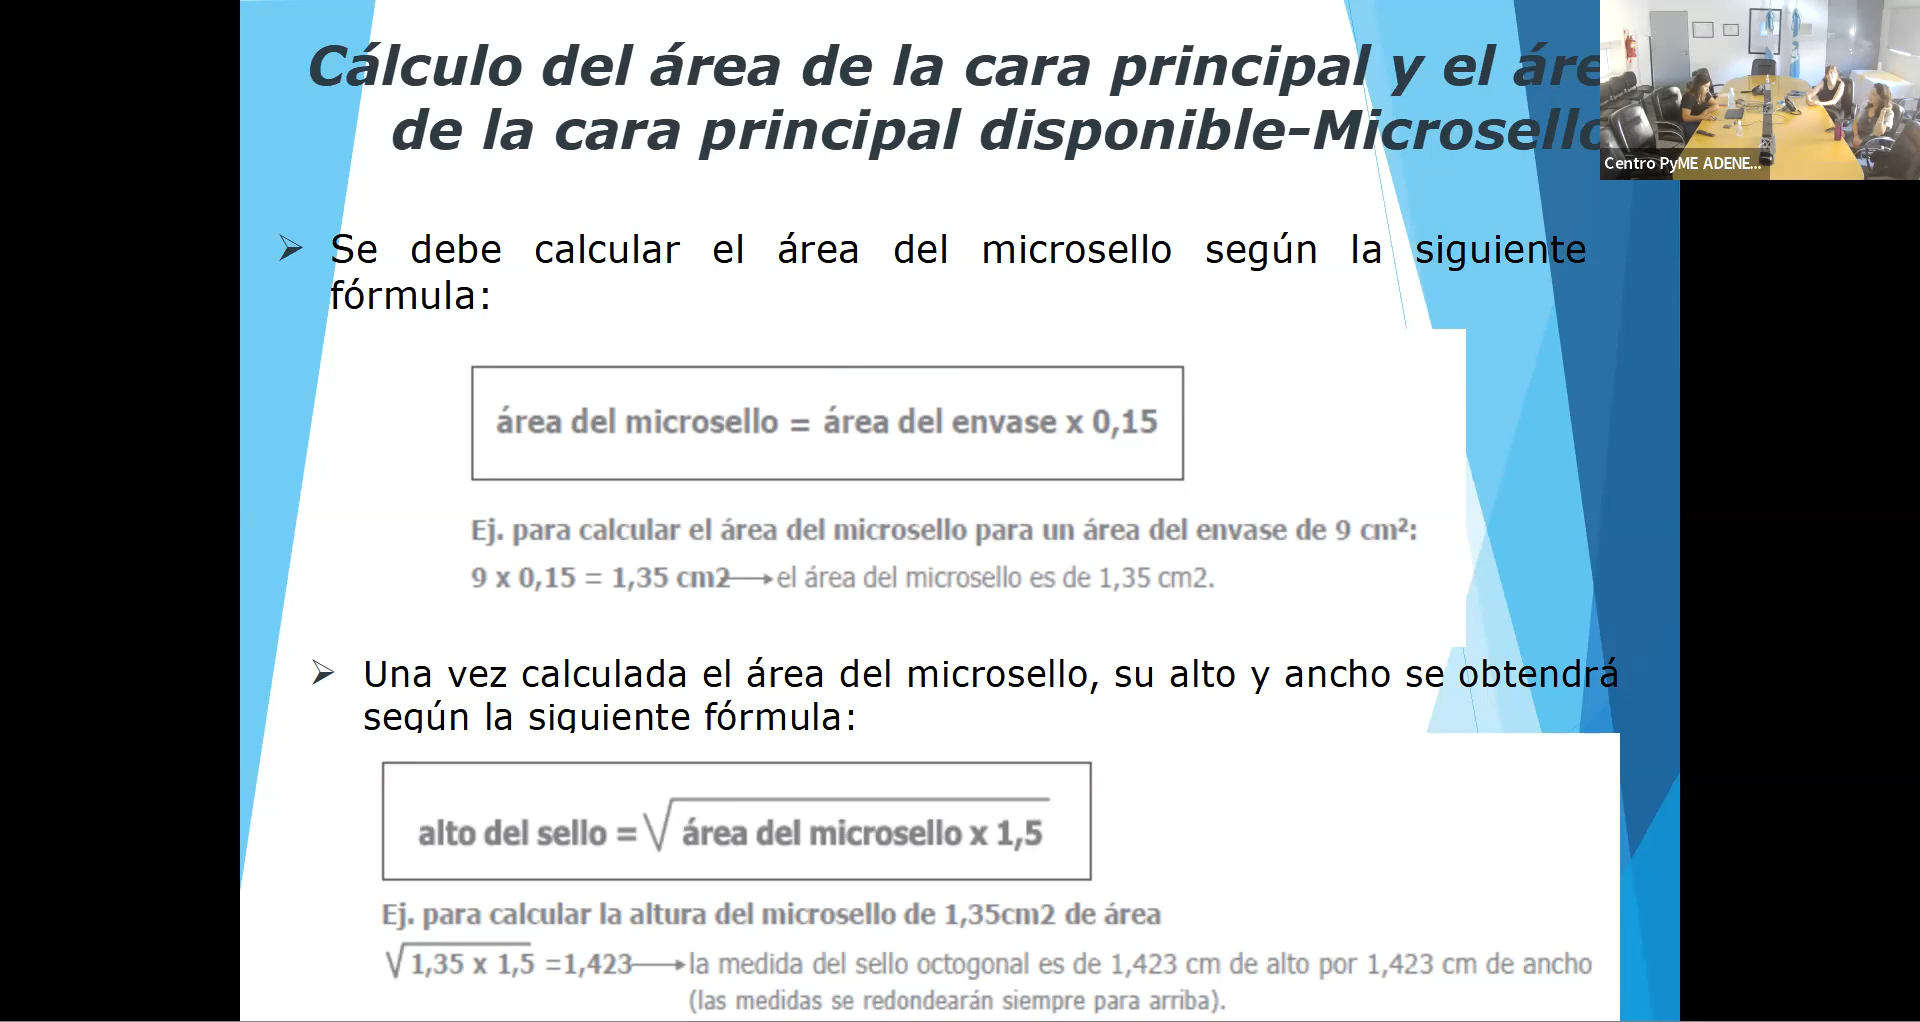 Cálculo del área de la cara principal y el áre
de la cara principal disponible-Microsello
Centro PyME ADENE...
Se debe calcular el área del microsello según la siguiente
fórmula:
área del microsello = área del envase x 0,15
Ej. para calcular el área del microsello para un área del envase de 9 cm²:
9 x 0,15 = 1,35 cm2→el área del microsello es de 1,35 cm2.
Una vez calculada el área del microsello, su alto y ancho se obtendrá
según la siguiente fórmula:
alto del sello = √ área del microsello x 1,5
Ej. para calcular la altura del microsello de 1,35cm2 de área
√ 1,35 x 1,5 =1,423→la medida del sello octogonal es de 1,423 cm de alto por 1,423 cm de ancho
(las medidas se redondearán siempre para arriba).